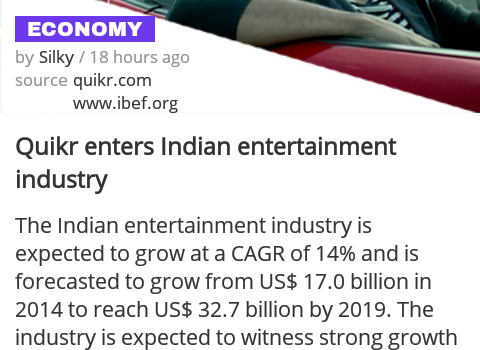 ECONOMY
by Silky / 18 hours ago
source quikr.com
www.ibef.org
Quikr enters Indian entertainment
industry
The Indian entertainment industry is
expected to grow at a CAGR of 14% and is
forecasted to grow from US$ 17.0 billion in
2014 to reach US$ 32.7 billion by 2019. The
industry is expected to witness strong growth